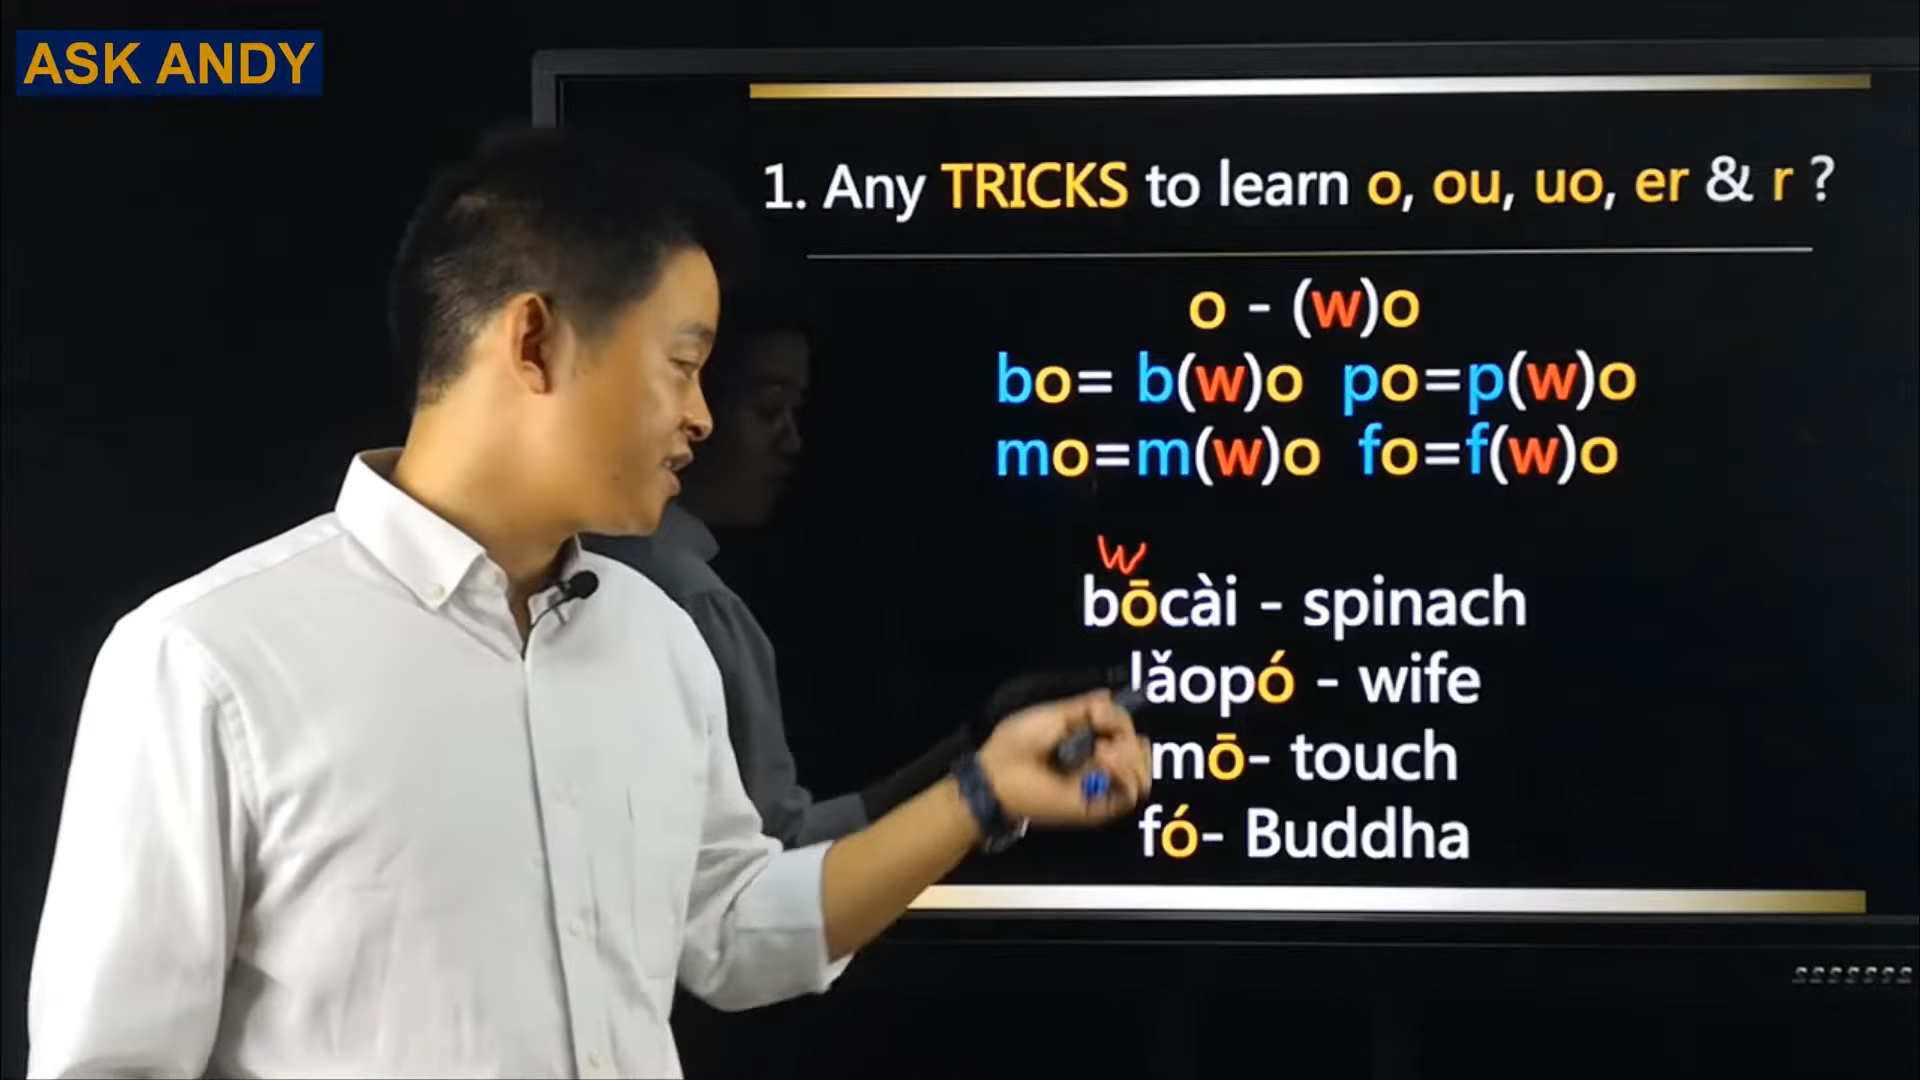 ASK ANDY
1. Any TRICKS to learn o, ou, uo, er & r ?
o - (w)o
bo= b(w)o po=p(w)o
mo=m(w)o fo=f(w)o
w
bōcài - spinach
lǎopó - wife
mō- touch
fó- Buddha